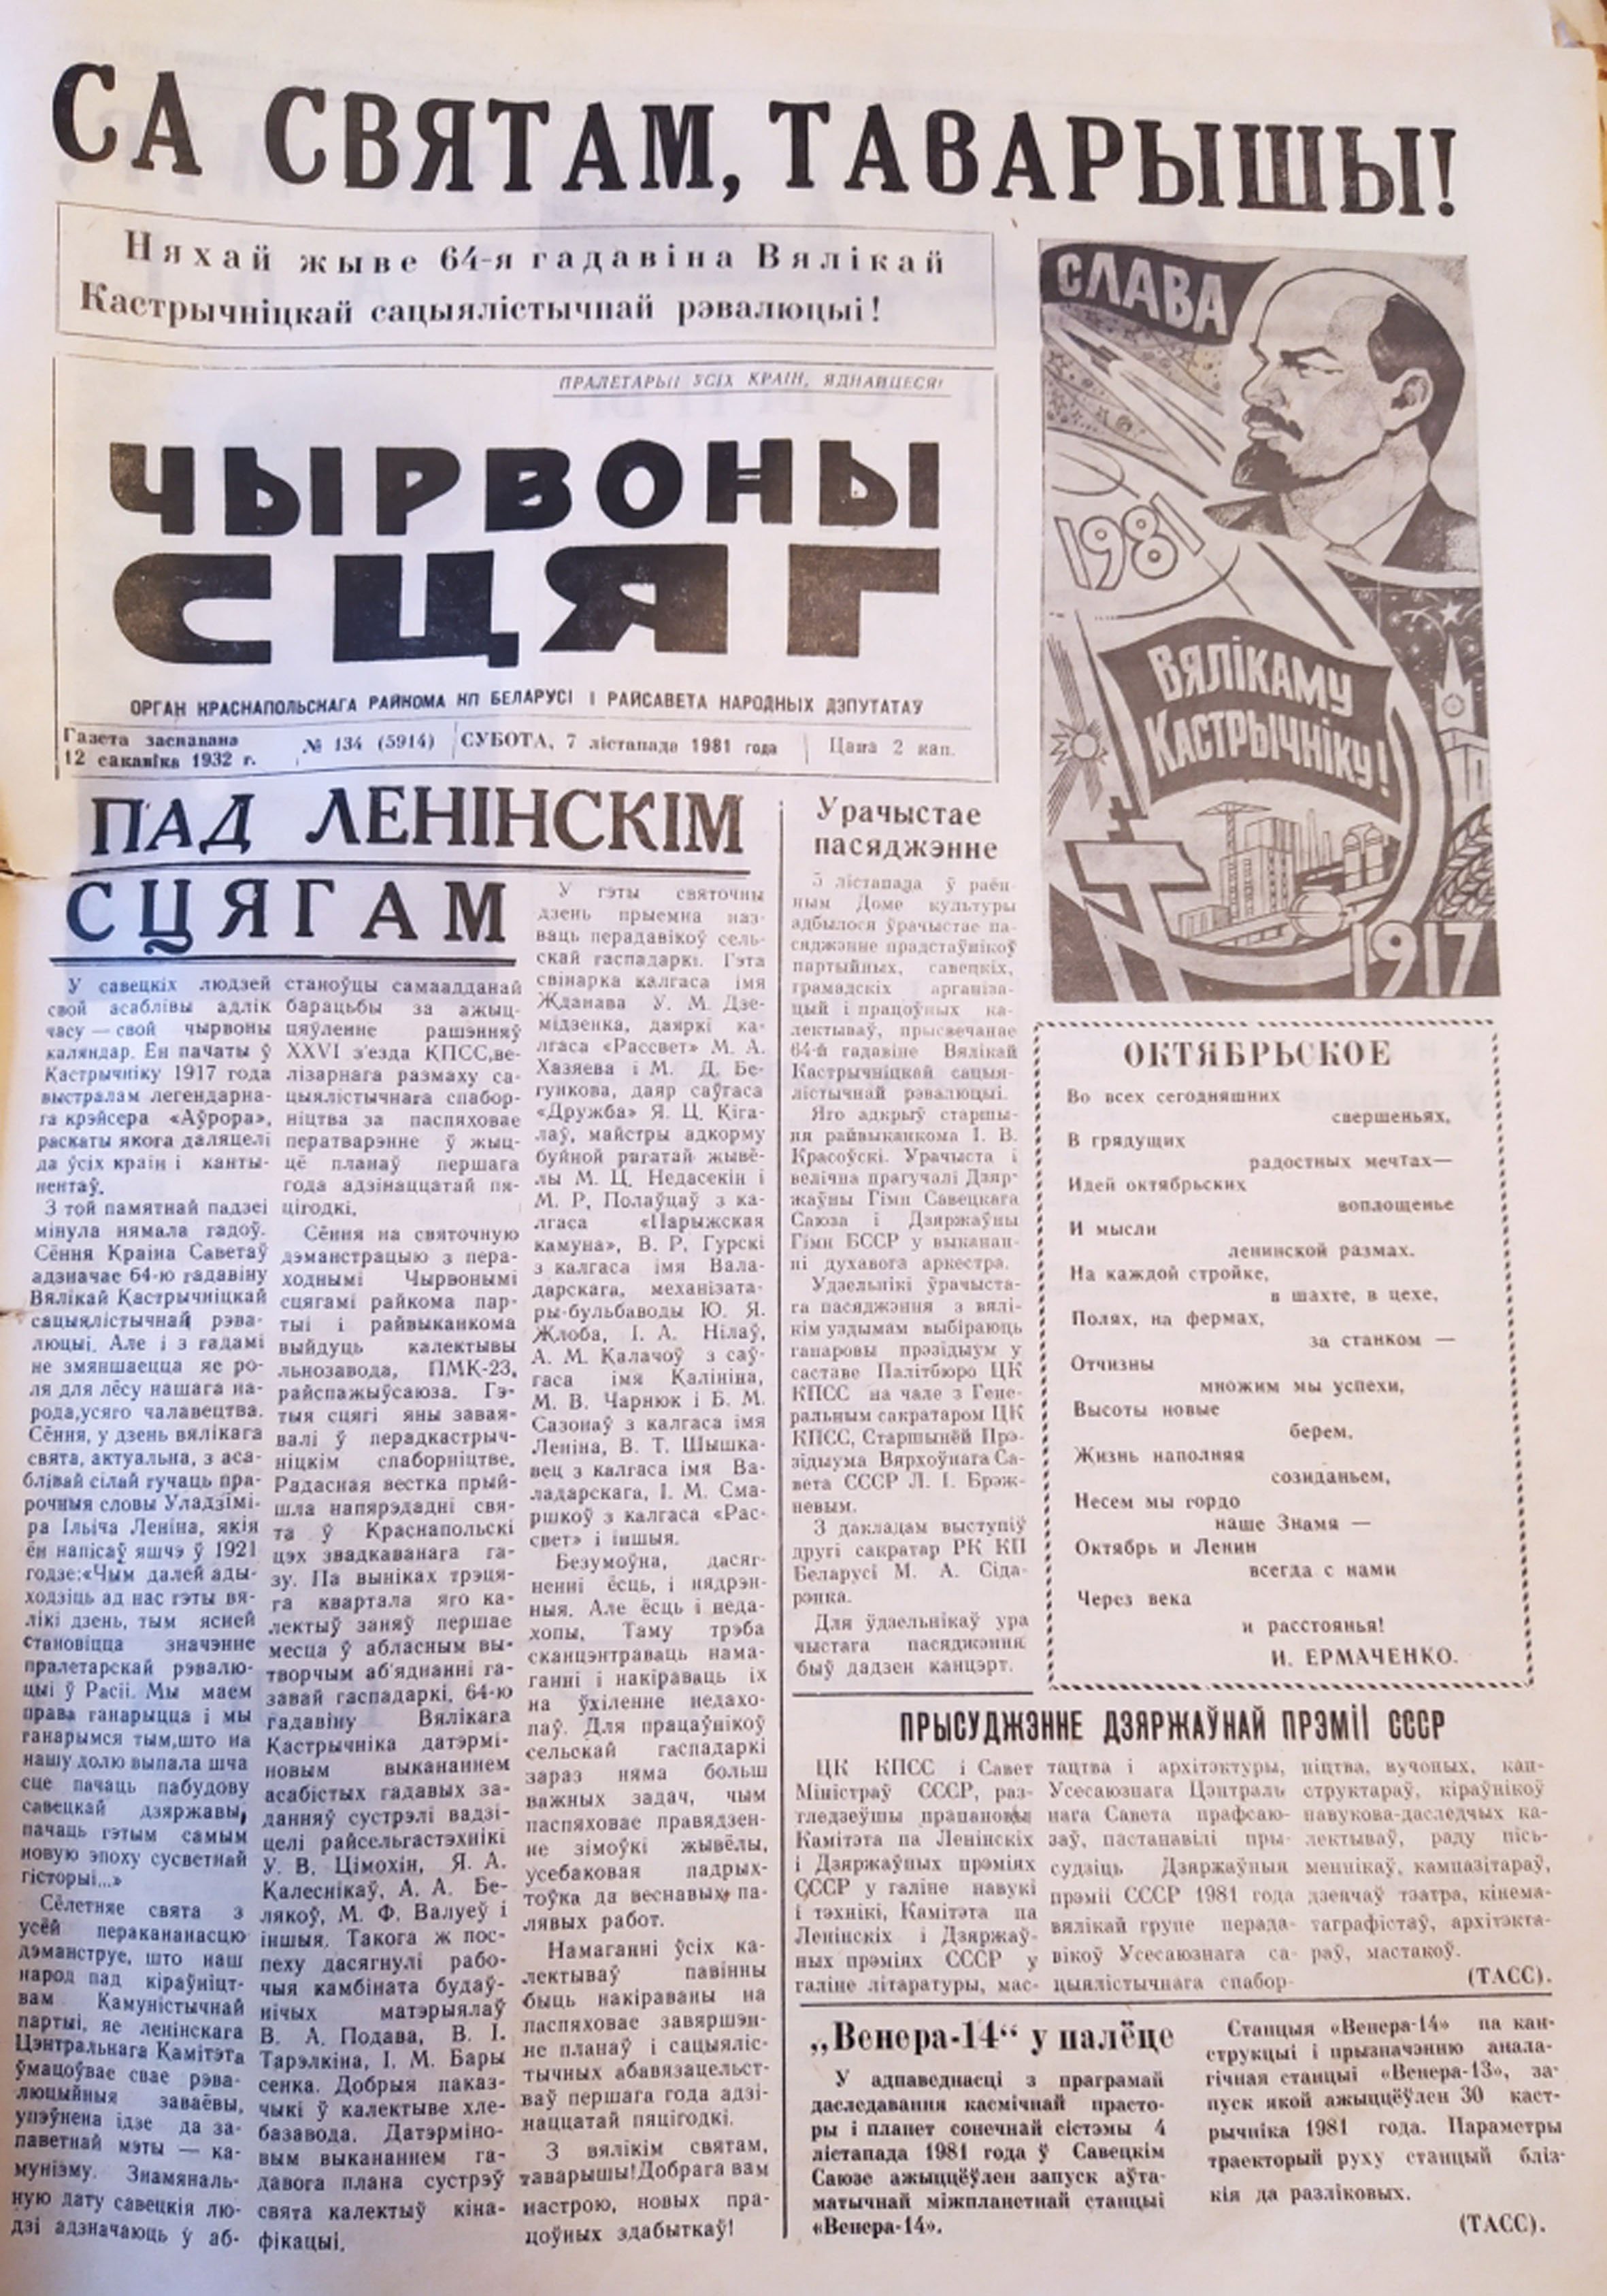 СА СВЯТАМ, ТАВАРЫШЫ!
Няхай жыве 64-я гадавіна Вялікай
Кастрычніцкай сацыялістычнай рэвалюцыі!
ПРАЛЕТАРЫІ ЎСІХ КРАІН, ЯДНАЙЦЕСЯ!
ЧЫРВОНЫ
СЦЯГ
ОРГАН КРАСНАПОЛЬСКАГА РАЙКОМА КП БЕЛАРУСІ І РАЙСАВЕТА НАРОДНЫХ ДЭПУТАТАЎ
Газета заснавана
12 сакавіка 1932 г.
№ 134 (5914)
СУБОТА, 7 лістапада 1981 года
Цана 2 кап.
СЛАВА
1981
ВЯЛІКАМУ
КАСТРЫЧНІКУ!
1917
ПАД ЛЕНІНСКІМ
СЦЯГАМ
У савецкіх людзей
свой асаблівы адлік
часу — свой чырвоны
каляндар. Ён пачаты ў
Кастрычніку 1917 года
выстралам легендарна-
га крэйсера «Аўрора»,
раскаты якога даляцелі
да ўсіх краін і канты-
нентаў.
З той памятнай падзеі
мінула нямала гадоў.
Сёння Краіна Саветаў
адзначае 64-ю гадавіну
Вялікай Кастрычніцкай
сацыялістычнай рэва-
люцыі. Але і з гадамі
не змяншаецца яе ро-
ля для лёсу нашага на-
рода,усяго чалавецтва.
Сёння, у дзень вялікага
свята, актуальна, з аса-
блівай сілай гучаць пра-
рочныя словы Уладзімі-
ра Ільіча Леніна, якія
ён напісаў яшчэ ў 1921
годзе:«Чым далей ады-
ходзіць ад нас гэты вя-
лікі дзень, тым ясней
становіцца значэнне
пралетарскай рэвалю-
цыі ў Расіі. Мы маем
права ганарыцца і мы
ганарымся тым,што на
нашу долю выпала шча
сце пачаць пабудову
савецкай дзяржавы,
пачаць гэтым самым
новую эпоху сусветнай
гісторыі...»
Сёлетняе свята з
усёй перакананасцю
дэманструе, што наш
народ пад кіраўніцт-
вам Камуністычнай
партыі, яе ленінскага
Цэнтральнага Камітэта
ўмацоўвае свае рэва-
люцыйныя заваёвы,
упэўнена ідзе да за-
паветнай мэты — ка-
мунізму. Знамяналь-
ную дату савецкія лю-
дзі адзначаюць ў аб-
станоўцы самаадданай
барацьбы за ажыц-
цяўленне рашэнняў
XXVI з'езда КПСС,ве-
лізарнага размаху са-
цыялістычнага спабор-
ніцтва за паспяховае
ператварэнне ў жыц-
цё планаў першага
года адзінаццатай пя-
цігодкі.
Сёння на святочную
дэманстрацыю з пера-
ходнымі Чырвонымі
сцягамі райкома пар-
тыі і райвыканкома
выйдуць калектывы
льнозавода, ПМК-23,
райспажыўсаюза. Гэ-
тыя сцягі яны завая-
валі ў перадкастрыч-
ніцкім спаборніцтве.
Радасная вестка прый-
шла напярэдадні свя-
та ў Краснапольскі
цэх звадкаванага га-
зу. Па выніках трэця-
га квартала яго ка-
лектыў заняў першае
месца ў абласным вы-
творчым аб'яднанні га-
завай гаспадаркі. 64-ю
гадавіну Вялікага
Кастрычніка датэрмі-
новым выкананнем
асабістых гадавых за-
данняў сустрэлі вадзі-
целі райсельгастэхнікі
У. В. Цімохін, Я. А.
Калеснікаў, А. А. Бе-
лякоў, М. Ф. Валуеў і
іншыя. Такога ж пос-
пеху дасягнулі рабо-
чыя камбіната будаў-
нічых матэрыялаў
В. А. Подава, В. І.
Тарэлкіна, І. М. Бары
сенка. Добрыя паказ-
чыкі ў калектыве хле-
базавода. Датэрміно-
вым выкананнем га-
давога плана сустрэў
свята калектыў кіна-
фікацыі.
У гэты святочны
дзень прыемна наз-
ваць перадавікоў сель-
скай гаспадаркі. Гэта
свінарка калгаса імя
Жданава У. М. Дзе-
мідзенка, даяркі ка-
лгаса «Рассвет» М. А.
Хазяева і М. Д. Бе-
гункова, даяр саўгаса
«Дружба» Я. Ц. Кіга-
лаў, майстры адкорму
буйной рагатай жывё-
лы М. Ц. Недасекін і
М. Р. Полаўцаў з ка-
лгаса «Парыжская
камуна», В. Р. Гурскі
з калгаса імя Вала-
дарскага, механізата-
ры-бульбаводы Ю. Я.
Жлоба, І. А. Нілаў,
А. М. Калачоў з саў-
гаса імя Калініна,
М. В. Чарнюк і Б. М.
Сазонаў з калгаса імя
Леніна, В. Т. Шышка-
вец з калгаса імя Ва-
ладарскага, І. М. Сма-
ршкоў з калгаса «Рас-
свет» і іншыя.
Безумоўна, дасяг-
ненні ёсць, і нядрэн-
ныя. Але ёсць і неда-
хопы, Таму трэба
сканцэнтраваць нама-
ганні і накіраваць іх
на ўхіленне недахо-
паў. Для працаўнікоў
сельскай гаспадаркі
зараз няма больш
важных задач, чым
паспяховае правядзен-
не зімоўкі жывёлы,
усебаковая падрых-
тоўка да веснавых па-
лявых работ.
Намаганні ўсіх ка-
лектываў павінны
быць накіраваны на
паспяховае завяршэн-
не планаў і сацыяліс-
тычных абавязацельст-
ваў першага года адзі-
наццатай пяцігодкі.
З вялікім святам,
таварышы!Добрага вам
настрою, новых пра-
цоўных здабыткаў!
Урачыстае
пасяджэнне
5 лістапада ў раён-
ным Доме культуры
адбылося ўрачыстае па-
сяджэнне прадстаўнікоў
партыйных, савецкіх,
грамадскіх арганіза-
цый і працоўных ка-
лектываў, прысвечанае
64-й гадавіне Вялікай
Кастрычніцкай сацыя-
лістычнай рэвалюцыі.
Яго адкрыў старшы-
ня райвыканкома І. В.
Красоўскі. Урачыста і
велічна прагучалі Дзяр-
жаўны Гімн Савецкага
Саюза і Дзяржаўны
Гімн БССР у выканан-
ні духавога аркестра.
Удзельнікі ўрачыста-
га пасяджэння з вялі-
кім уздымам выбіраюць
ганаровы прэзідыум у
саставе Палітбюро ЦК
КПСС на чале з Гене-
ральным сакратаром ЦК
КПСС, Старшынёй Прэ-
зідыума Вярхоўнага Са-
вета СССР Л. І. Брэж-
невым.
З дакладам выступіў
другі сакратар РК КП
Беларусі М. А. Сіда-
рэнка.
Для ўдзельнікаў ура
чыстага пасяджэння
быў дадзен канцэрт.
ОКТЯБРЬСКОЕ
Во всех сегодняшних
свершеньях,
В грядущих
радостных мечтах—
Идей октябрьских
воплощенье
И мысли
ленинской размах.
На каждой стройке,
в шахте, в цехе,
Полях, на фермах,
за станком —
Отчизны
множим мы успехи,
Высоты новые
берем,
Жизнь наполняя
созиданьем,
Несем мы гордо
наше Знамя —
Октябрь и Ленин
всегда с нами
Через века
и расстоянья!
И. ЕРМАЧЕНКО.
ПРЫСУДЖЭННЕ ДЗЯРЖАЎНАЙ ПРЭМІІ СССР
ЦК КПСС і Савет
Міністраў СССР, раз-
гледзеўшы прапановы
Камітэта па Ленінскіх
і Дзяржаўных прэміях
СССР у галіне навукі
і тэхнікі, Камітэта па
Ленінскіх і Дзяржаў-
ных прэміях СССР у
галіне літаратуры, мас-
тацтва і архітэктуры,
Усесаюзнага Цэнтраль
нага Савета прафсаю-
заў, пастанавілі пры-
судзіць Дзяржаўныя
прэміі СССР 1981 года
вялікай групе перада-
вікоў Усесаюзнага са-
цыялістычнага спабор-
ніцтва, вучоных, кан-
структараў, кіраўнікоў
навукова-даследчых ка-
лектываў, раду пісь-
меннікаў, кампазітараў,
дзеячаў тэатра, кінема-
таграфістаў, архітэкта-
раў, мастакоў.
(ТАСС).
„Венера-14“ у палёце
У адпаведнасці з праграмай
даследавання касмічнай прасто-
ры і планет сонечнай сістэмы 4
лістапада 1981 года ў Савецкім
Саюзе ажыццёўлен запуск аўта-
матычнай міжпланетнай станцыі
«Венера-14».
Станцыя «Венера-14» па кан-
струкцыі і прызначэнню анала-
гічная станцыі «Венера-13», за-
пуск якой ажыццёўлен 30 каст-
рычніка 1981 года. Параметры
траекторый руху станцый бліз-
кія да разліковых.
(ТАСС).